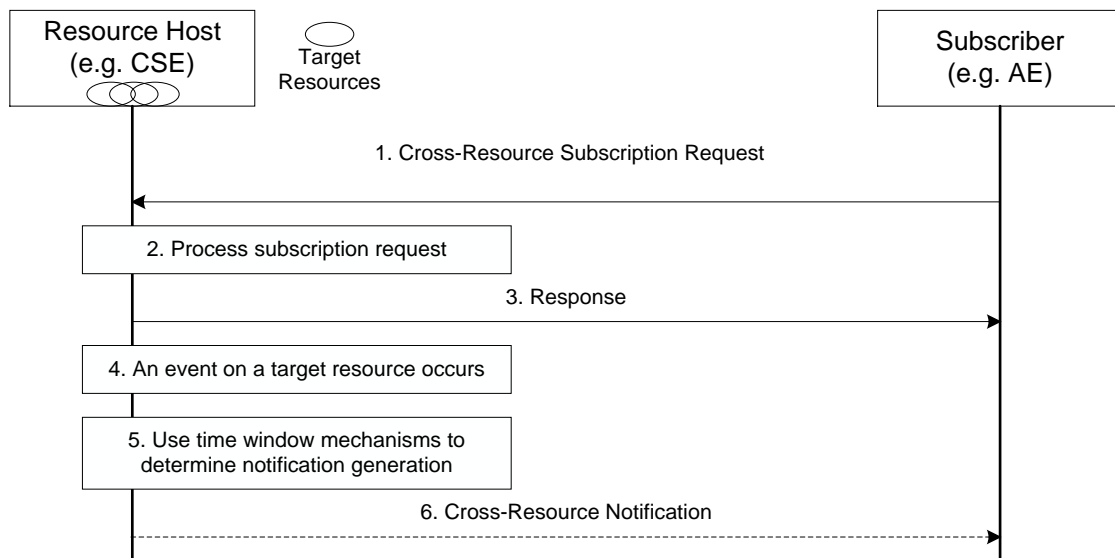 Resource Host
(e.g. CSE)
Target
Resources
Subscriber
(e.g. AE)
1. Cross-Resource Subscription Request
2. Process subscription request
3. Response
4. An event on a target resource occurs
5. Use time window mechanisms to
determine notification generation
6. Cross-Resource Notification